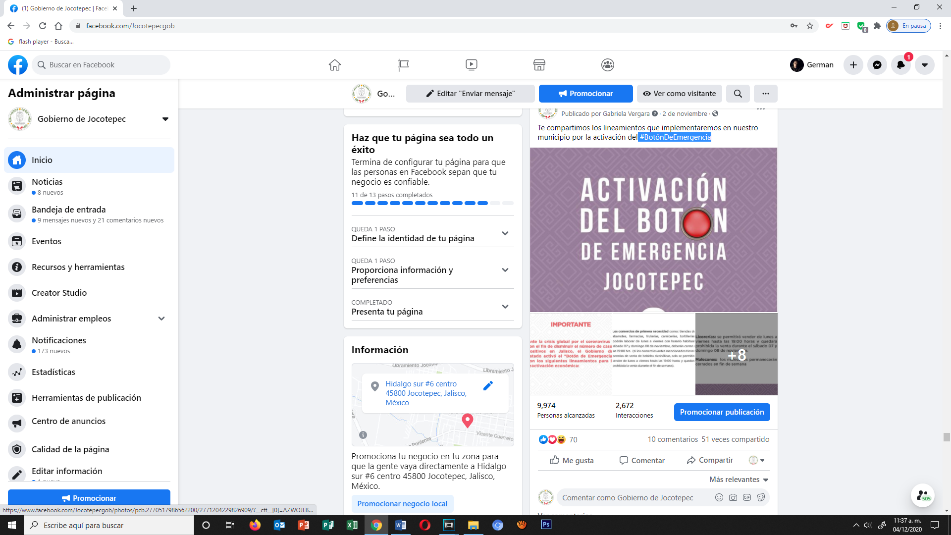 (1) Gobierno de Jocotepec | Face
facebook.com/Jocotepecgob
En pausa
flash player - Busca...
Buscar en Facebook
German
Administrar página
Gobierno de Jocotepec
Inicio
Noticias
8 nuevos
Bandeja de entrada
9 mensajes nuevos y 21 comentarios nuevos
Eventos
Recursos y herramientas
Creator Studio
Administrar empleos
Notificaciones
173 nuevos
Estadísticas
Herramientas de publicación
Centro de anuncios
Calidad de la página
Editar información
Promocionar
Go...
Editar "Enviar mensaje"
Promocionar
Ver como visitante
Haz que tu página sea todo un
éxito
Termina de configurar tu página para que
las personas en Facebook sepan que tu
negocio es confiable.
11 de 13 pasos completados
QUEDA 1 PASO
Define la identidad de tu página
QUEDA 1 PASO
Proporciona información y
preferencias
COMPLETADO
Presenta tu página
Información
Hidalgo sur #6 centro
45800 Jocotepec, Jalisco,
México
Vicente Guerrero
Promociona tu negocio en tu zona para
que la gente vaya directamente a Hidalgo
sur #6 centro 45800 Jocotepec, Jalisco,
México.
Promocionar negocio local
Publicado por Gabriela Vergara
2 de noviembre
Te compartimos los lineamientos que implementaremos en nuestro
municipio por la activación del #BotónDeEmergencia
ACTIVACIÓN
DEL BOTÓN
DE EMERGENCIA
JOCOTEPEC
IMPORTANTE
+8
9,974
Personas alcanzadas
2,672
Interacciones
Promocionar publicación
70
10 comentarios 51 veces compartido
Me gusta
Comentar
Compartir
Más relevantes
Comentar como Gobierno de Jocotepec
Escribe aquí para buscar
11:37 a. m.
04/12/2020